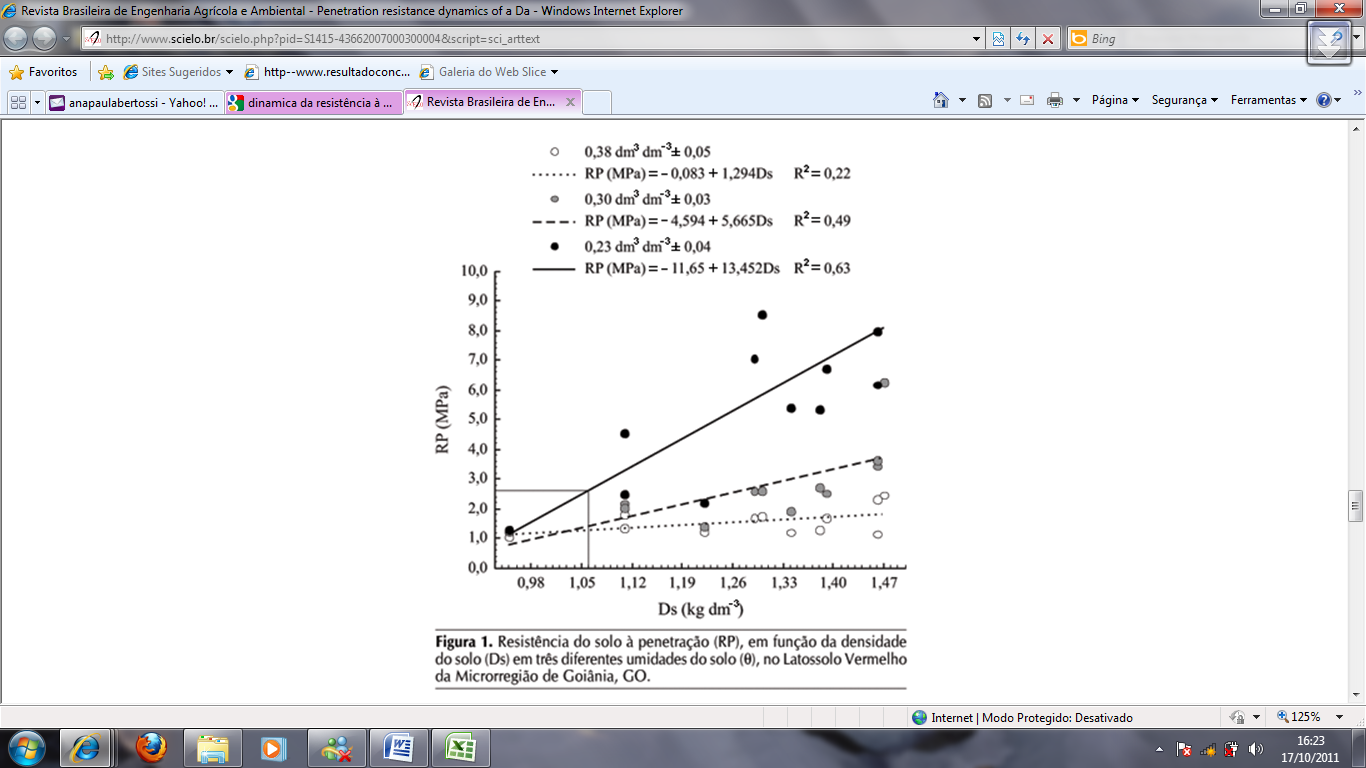 Revista Brasileira de Engenharia Agrícola e Ambiental - Penetration resistance dynamics of a Da - Windows Internet Explorer
http://www.scielo.br/scielo.php?pid=S1415-43662007000300004&script=sci_arttext
Bing
Favoritos
Sites Sugeridos
http--www.resultadoconc...
Galeria do Web Slice
anapaulabertossi - Yahoo! ...
dinamica da resistência à ...
Revista Brasileira de En...
Página
Segurança
Ferramentas
0,38 dm³ dm⁻³± 0,05
RP (MPa) = - 0,083 + 1,294Ds R² = 0,22
0,30 dm³ dm⁻³± 0,03
RP (MPa) = - 4,594 + 5,665Ds R² = 0,49
0,23 dm³ dm⁻³± 0,04
RP (MPa) = - 11,65 + 13,452Ds R² = 0,63
10,0
9,0
8,0
7,0
6,0
5,0
4,0
3,0
2,0
1,0
0,0
RP (MPa)
0,98 1,05 1,12 1,19 1,26 1,33 1,40 1,47
Ds (kg dm⁻³)
Figura 1. Resistência do solo à penetração (RP), em função da densidade
do solo (Ds) em três diferentes umidades do solo (θ), no Latossolo Vermelho
da Microrregião de Goiânia, GO.
Internet | Modo Protegido: Desativado
125%
16:23
17/10/2011